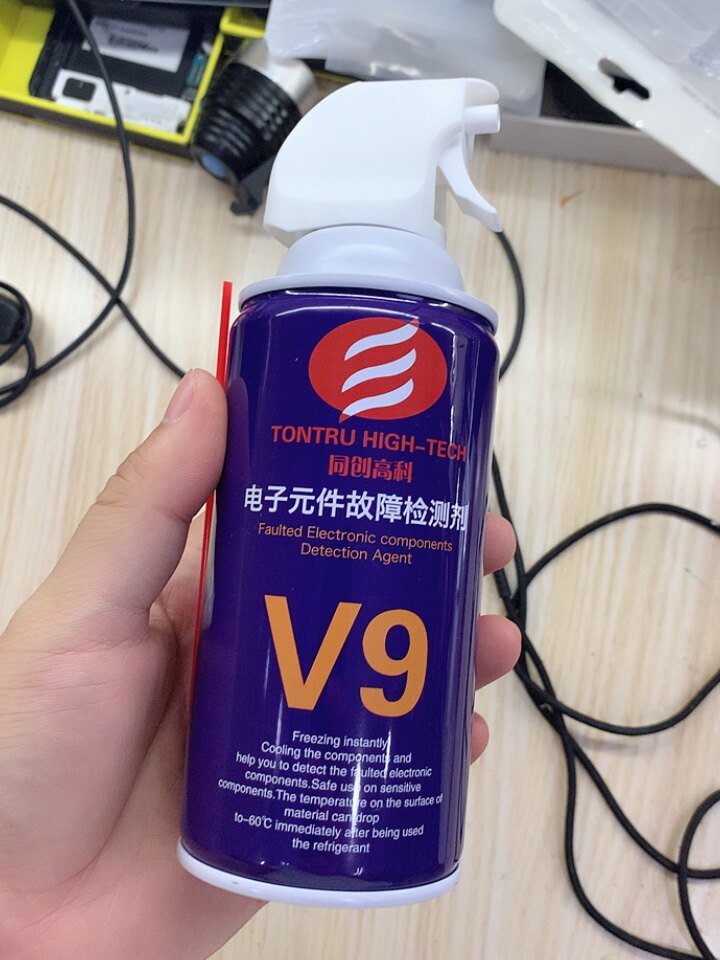 TONTRU HIGH-TECH
同创高科
电子元件故障检测剂
Faulted Electronic components
Detection Agent
V9
Freezing instantly
Cooling the components and
help you to detect the faulted electronic
components.Safe use on sensitive
components.The temperature on the surface of
material can drop
to-60℃ immediately after being used
the refrigerant